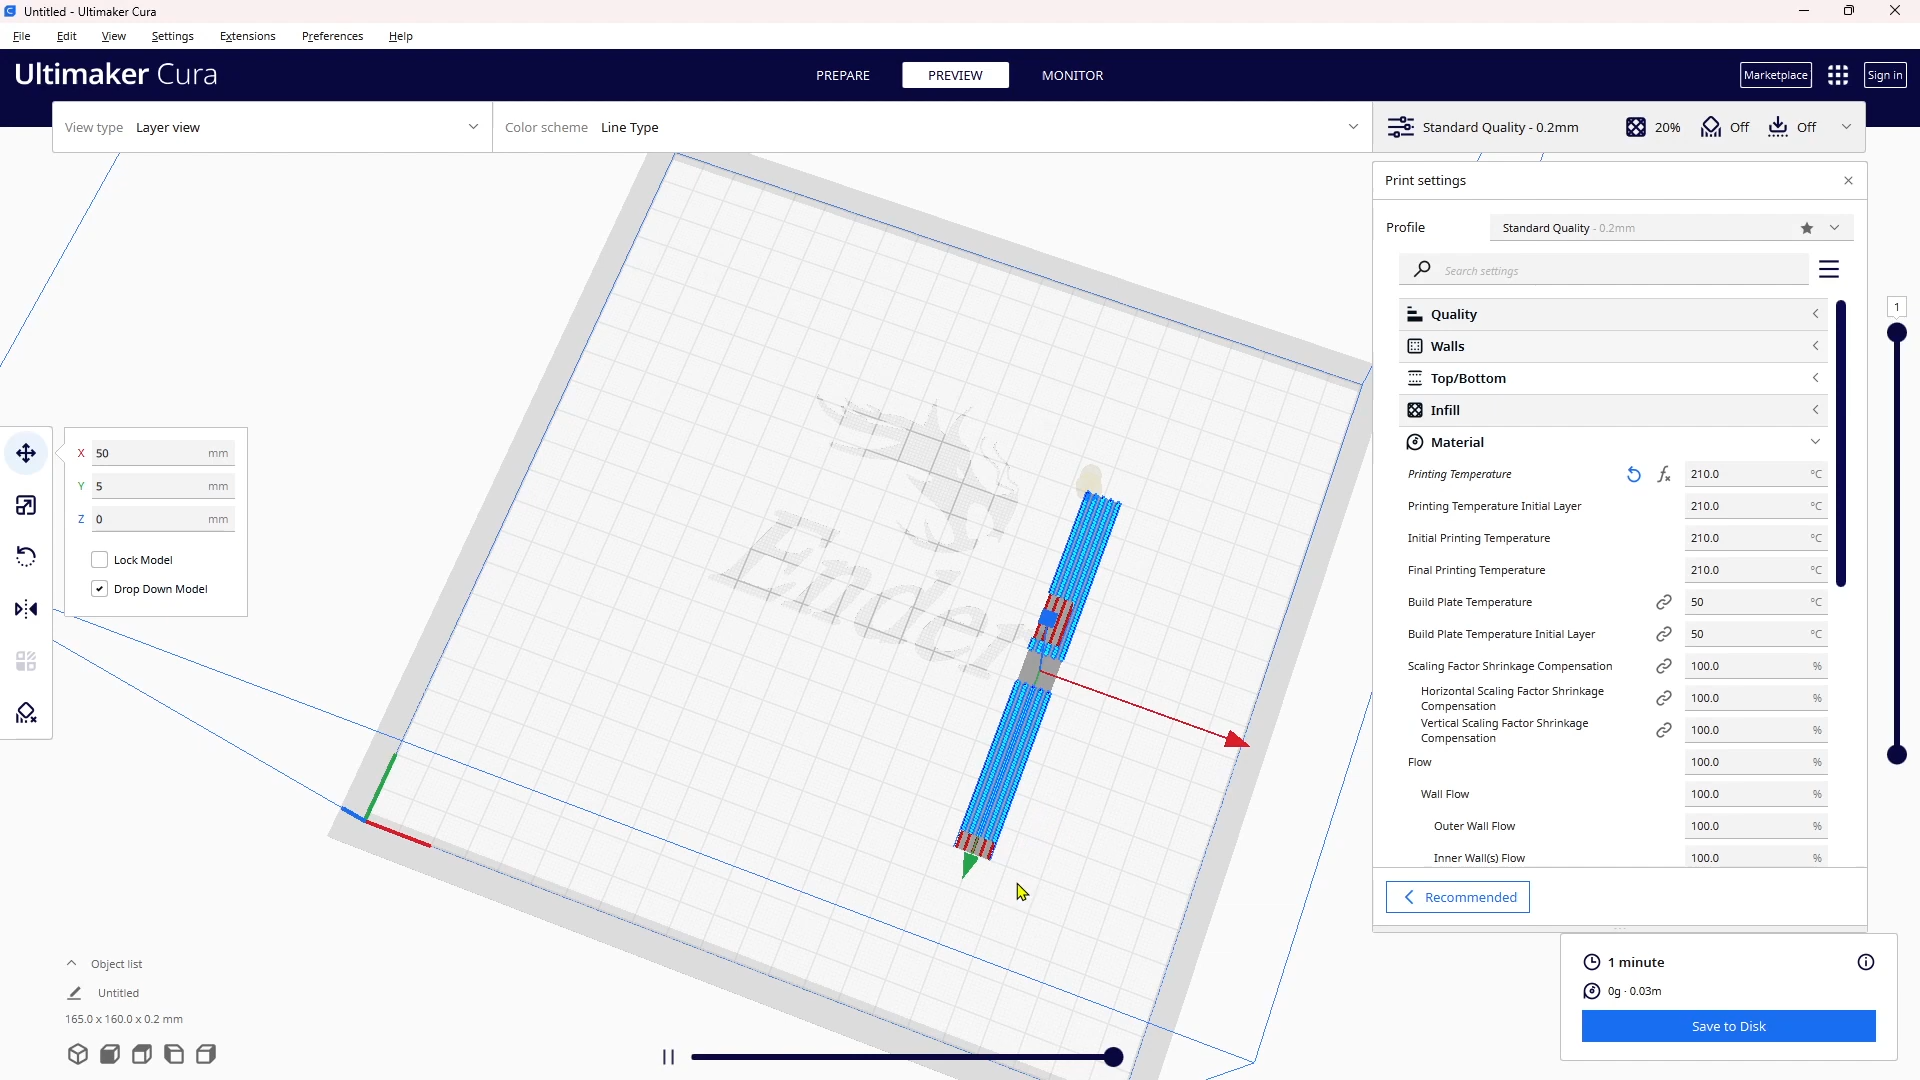 Untitled - Ultimaker Cura
File Edit View Settings Extensions Preferences Help
Ultimaker Cura
PREPARE PREVIEW MONITOR
Marketplace Sign in
View type Layer view
Color scheme Line Type
Standard Quality - 0.2mm 20% Off Off
Print settings
Profile Standard Quality - 0.2mm
Search settings
Quality
Walls
Top/Bottom
Infill
Material
Printing Temperature 210.0 °C
Printing Temperature Initial Layer 210.0 °C
Initial Printing Temperature 210.0 °C
Final Printing Temperature 210.0 °C
Build Plate Temperature 50 °C
Build Plate Temperature Initial Layer 50 °C
Scaling Factor Shrinkage Compensation 100.0 %
Horizontal Scaling Factor Shrinkage
Compensation 100.0 %
Vertical Scaling Factor Shrinkage
Compensation 100.0 %
Flow 100.0 %
Wall Flow 100.0 %
Outer Wall Flow 100.0 %
Inner Wall(s) Flow 100.0 %
Recommended
1
X 50 mm
Y 5 mm
Z 0 mm
Lock Model
Drop Down Model
Ender
Object list
Untitled
165.0 x 160.0 x 0.2 mm
1 minute
0g · 0.03m
Save to Disk